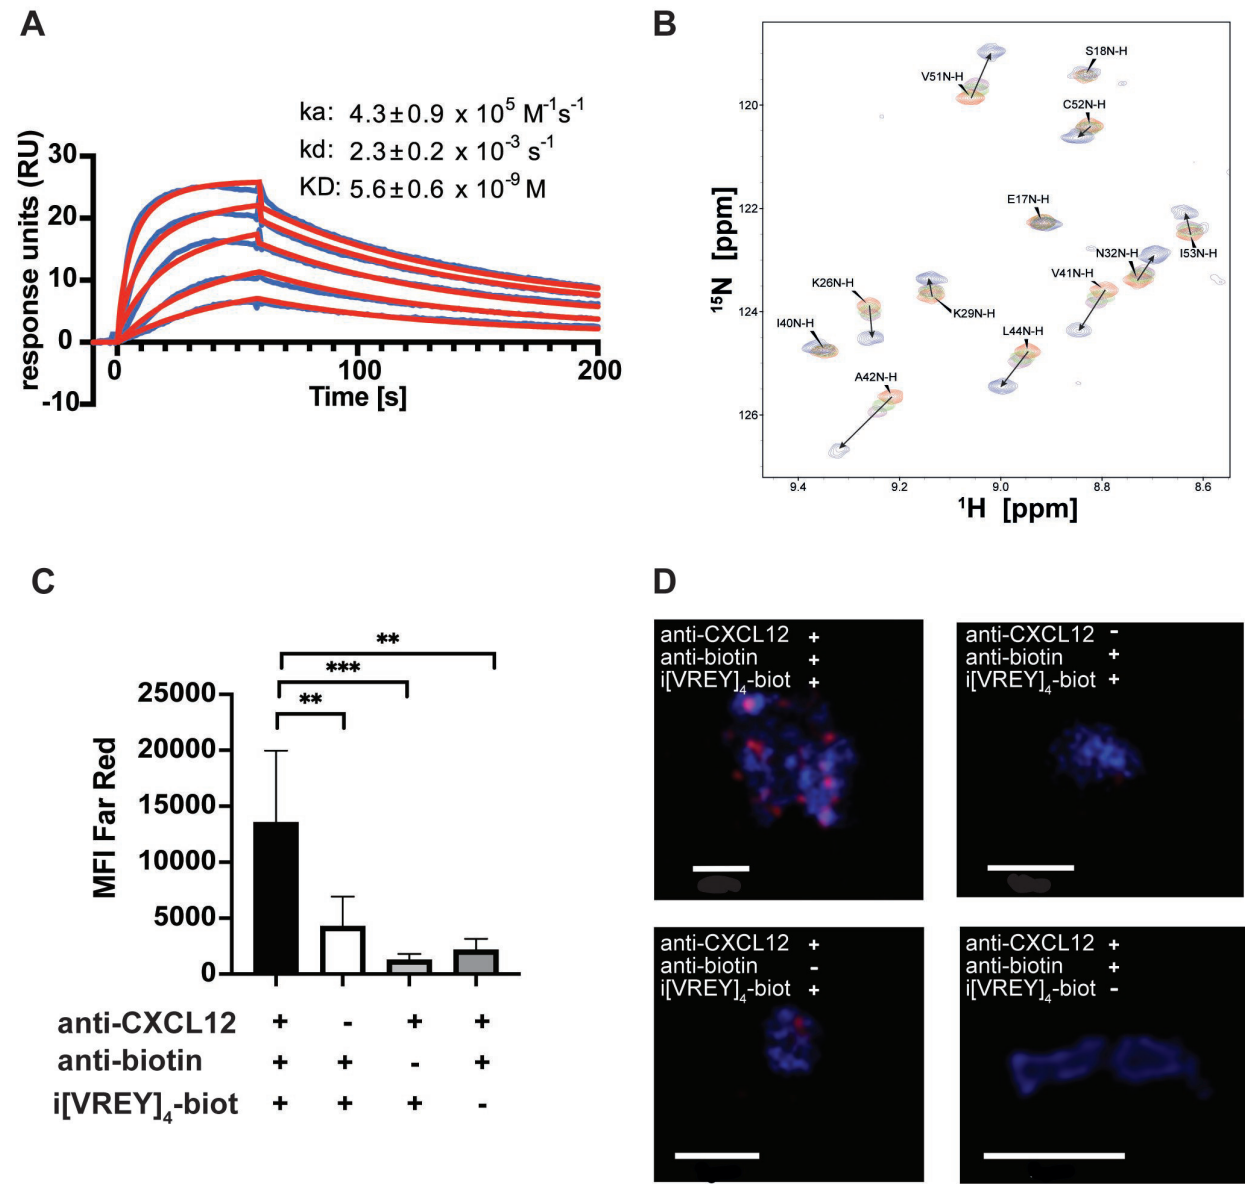 A
ka: 4.3±0.9 x 10⁵ M⁻¹s⁻¹
kd: 2.3±0.2 x 10⁻³ s⁻¹
KD: 5.6±0.6 x 10⁻⁹ M
response units (RU)
30
20
10
0
-10
0
100
200
Time [s]
B
S18N-H
V51N-H
C52N-H
E17N-H
N32N-H
I53N-H
V41N-H
K26N-H
K29N-H
I40N-H
L44N-H
A42N-H
120
122
124
126
¹⁵N [ppm]
9.4
9.2
9.0
8.8
8.6
¹H [ppm]
C
**
***
**
25000
20000
15000
10000
5000
0
MFI Far Red
anti-CXCL12 + - + +
anti-biotin + + - +
i[VREY]₄-biot + + + -
D
anti-CXCL12 +
anti-biotin +
i[VREY]₄-biot +
anti-CXCL12 -
anti-biotin +
i[VREY]₄-biot +
anti-CXCL12 +
anti-biotin -
i[VREY]₄-biot +
anti-CXCL12 +
anti-biotin +
i[VREY]₄-biot -